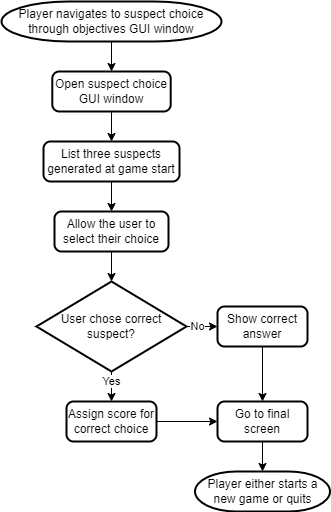 Player navigates to suspect choice
through objectives GUI window
Open suspect choice
GUI window
List three suspects
generated at game start
Allow the user to
select their choice
User chose correct
suspect?
No
Show correct
answer
Yes
Assign score for
correct choice
Go to final
screen
Player either starts a
new game or quits